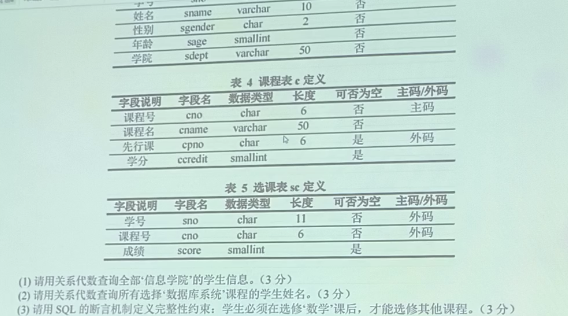 姓名 sname varchar 10 否
性别 sgender char 2 否
年龄 sage smallint 否
学院 sdept varchar 50 否
表 4 课程表 c 定义
字段说明 字段名 数据类型 长度 可否为空 主码/外码
课程号 cno char 6 否 主码
课程名 cname varchar 50 否
先行课 cpno char 6 是 外码
学分 ccredit smallint 是
表 5 选课表 sc 定义
字段说明 字段名 数据类型 长度 可否为空 主码/外码
学号 sno char 11 否 外码
课程号 cno char 6 否 外码
成绩 score smallint 是
(1) 请用关系代数查询全部‘信息学院’的学生信息。（3 分）
(2) 请用关系代数查询所有选择‘数据库系统’课程的学生姓名。（3 分）
(3) 请用 SQL 的断言机制定义完整性约束：学生必须在选修‘数学’课后，才能选修其他课程。（3 分）